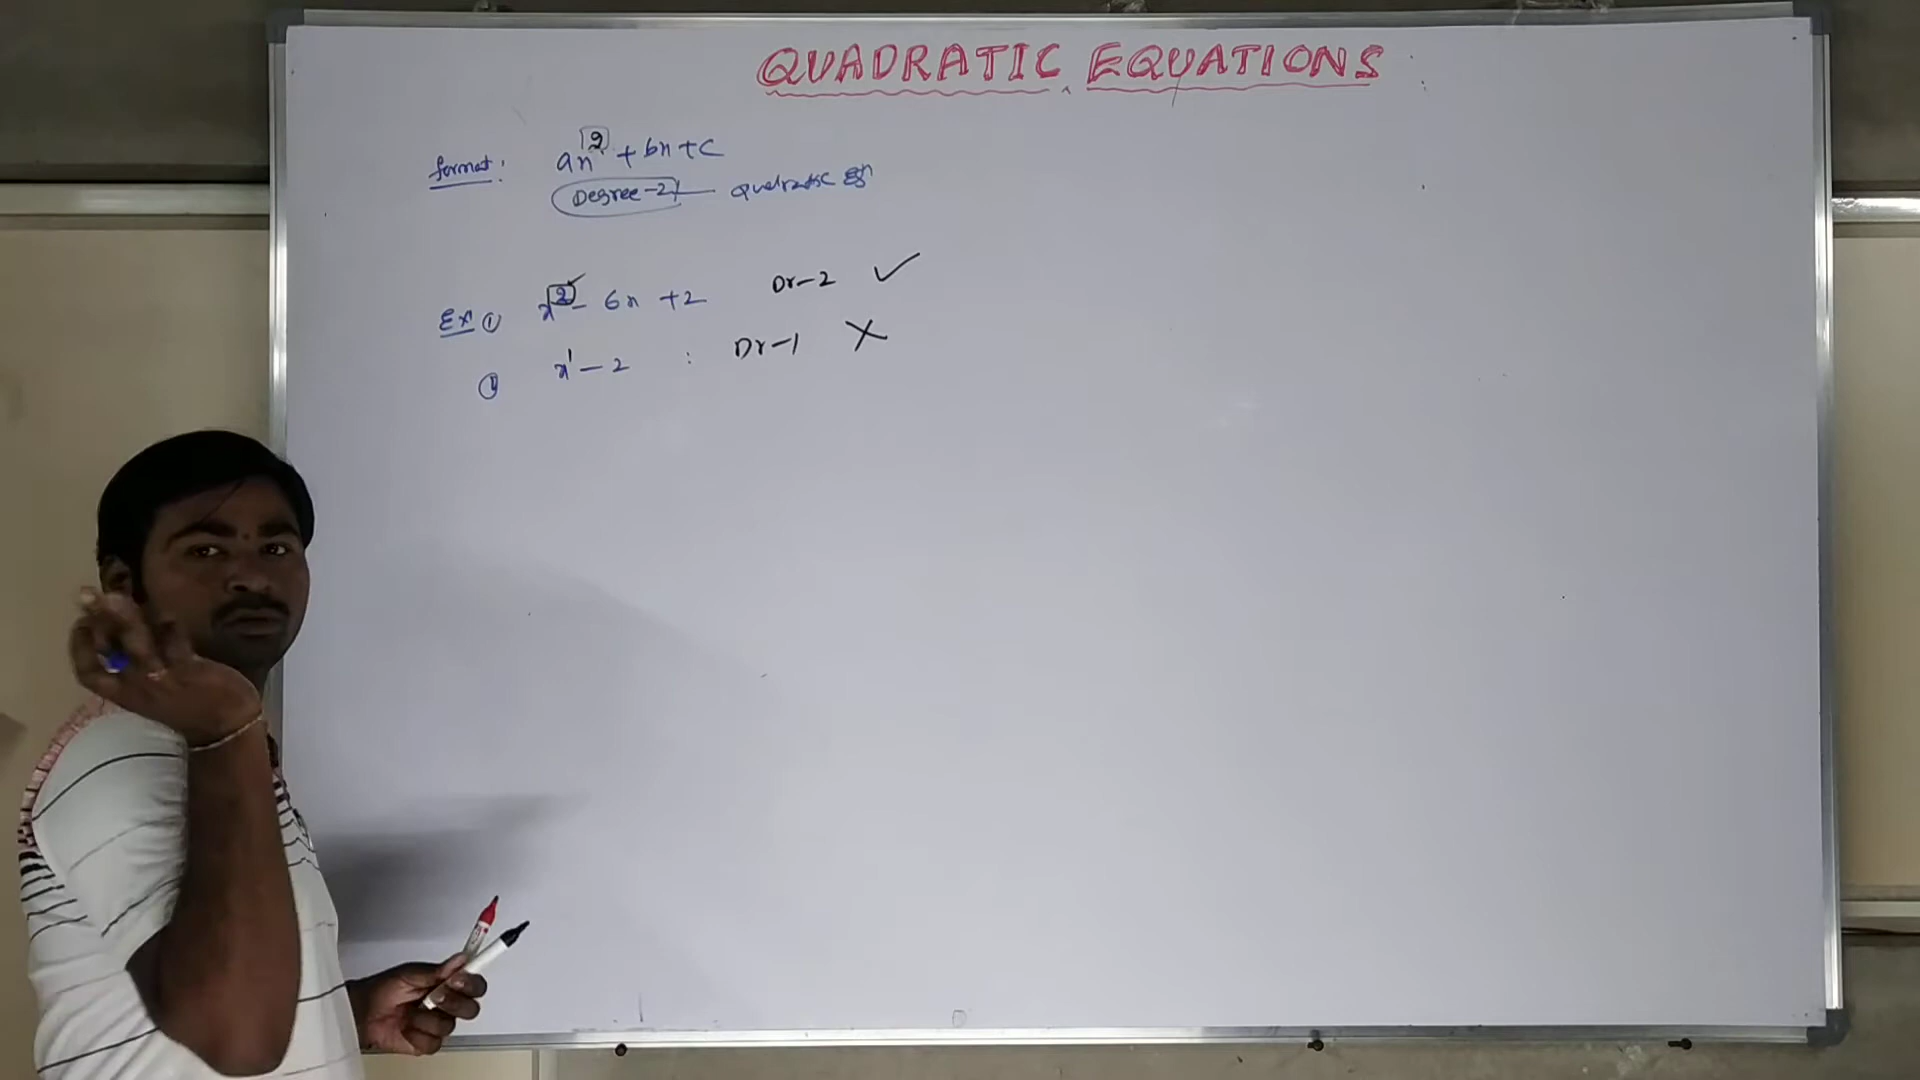 QUADRATIC EQUATIONS
format: ax² + bx + c
Degree-2 Quadratic Eqn
Ex ① x² - 6x + 2 Dr-2 ✓
x¹ - 2 : Dr-1 ✗